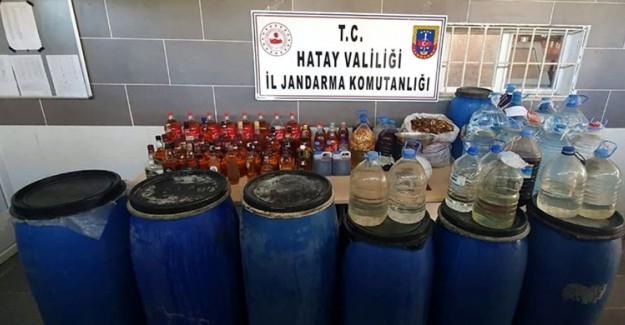 T.C.
HATAY VALİLİĞİ
İL JANDARMA KOMUTANLIĞI